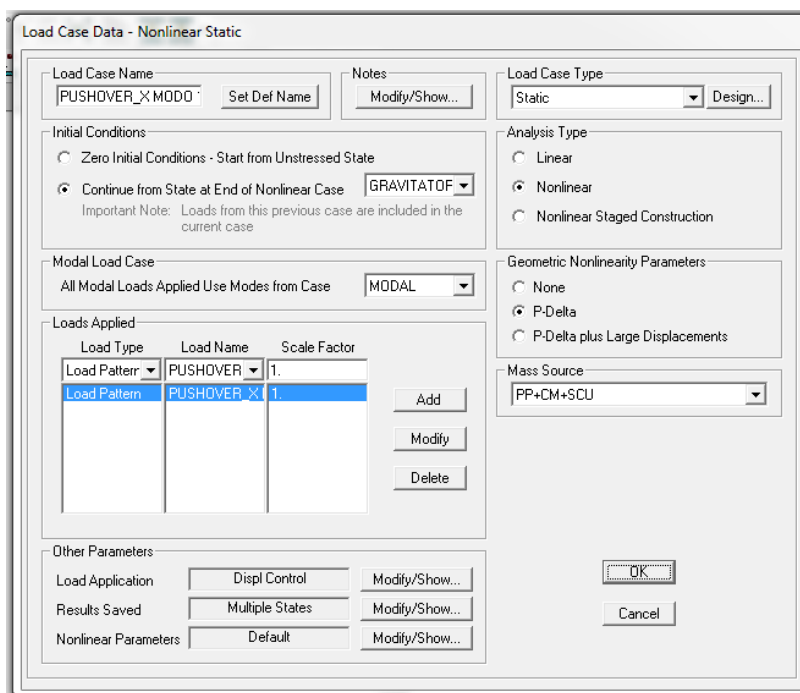 Load Case Data - Nonlinear Static
Load Case Name
PUSHOVER_X MODO
Set Def Name
Notes
Modify/Show...
Load Case Type
Static
Design...
Initial Conditions
Zero Initial Conditions - Start from Unstressed State
Continue from State at End of Nonlinear Case
GRAVITATOF
Important Note: Loads from this previous case are included in the
current case
Analysis Type
Linear
Nonlinear
Nonlinear Staged Construction
Modal Load Case
All Modal Loads Applied Use Modes from Case
MODAL
Geometric Nonlinearity Parameters
None
P-Delta
P-Delta plus Large Displacements
Loads Applied
Load Type Load Name Scale Factor
Load Pattern PUSHOVER 1.
Load Pattern PUSHOVER_X 1.
Add
Modify
Delete
Mass Source
PP+CM+SCU
Other Parameters
Load Application Displ Control Modify/Show...
Results Saved Multiple States Modify/Show...
Nonlinear Parameters Default Modify/Show...
OK
Cancel